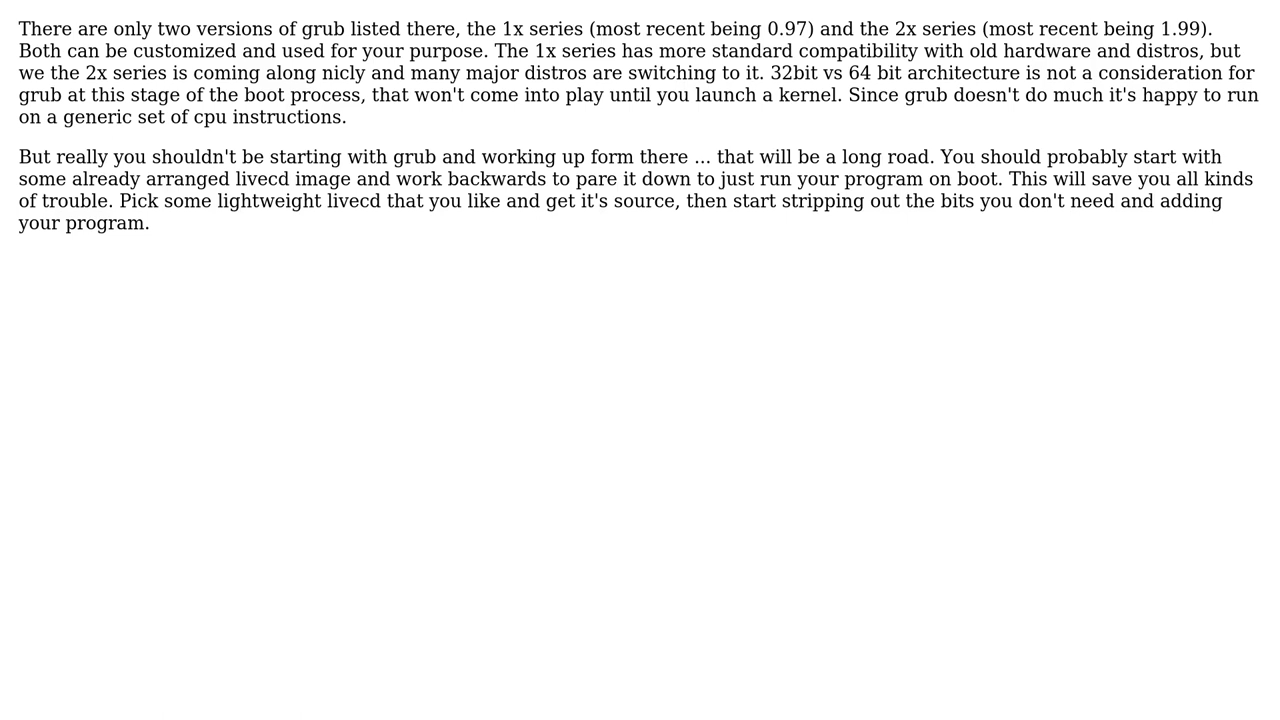 There are only two versions of grub listed there, the 1x series (most recent being 0.97) and the 2x series (most recent being 1.99).
Both can be customized and used for your purpose. The 1x series has more standard compatibility with old hardware and distros, but
we the 2x series is coming along nicly and many major distros are switching to it. 32bit vs 64 bit architecture is not a consideration for
grub at this stage of the boot process, that won't come into play until you launch a kernel. Since grub doesn't do much it's happy to run
on a generic set of cpu instructions.
But really you shouldn't be starting with grub and working up form there ... that will be a long road. You should probably start with
some already arranged livecd image and work backwards to pare it down to just run your program on boot. This will save you all kinds
of trouble. Pick some lightweight livecd that you like and get it's source, then start stripping out the bits you don't need and adding
your program.